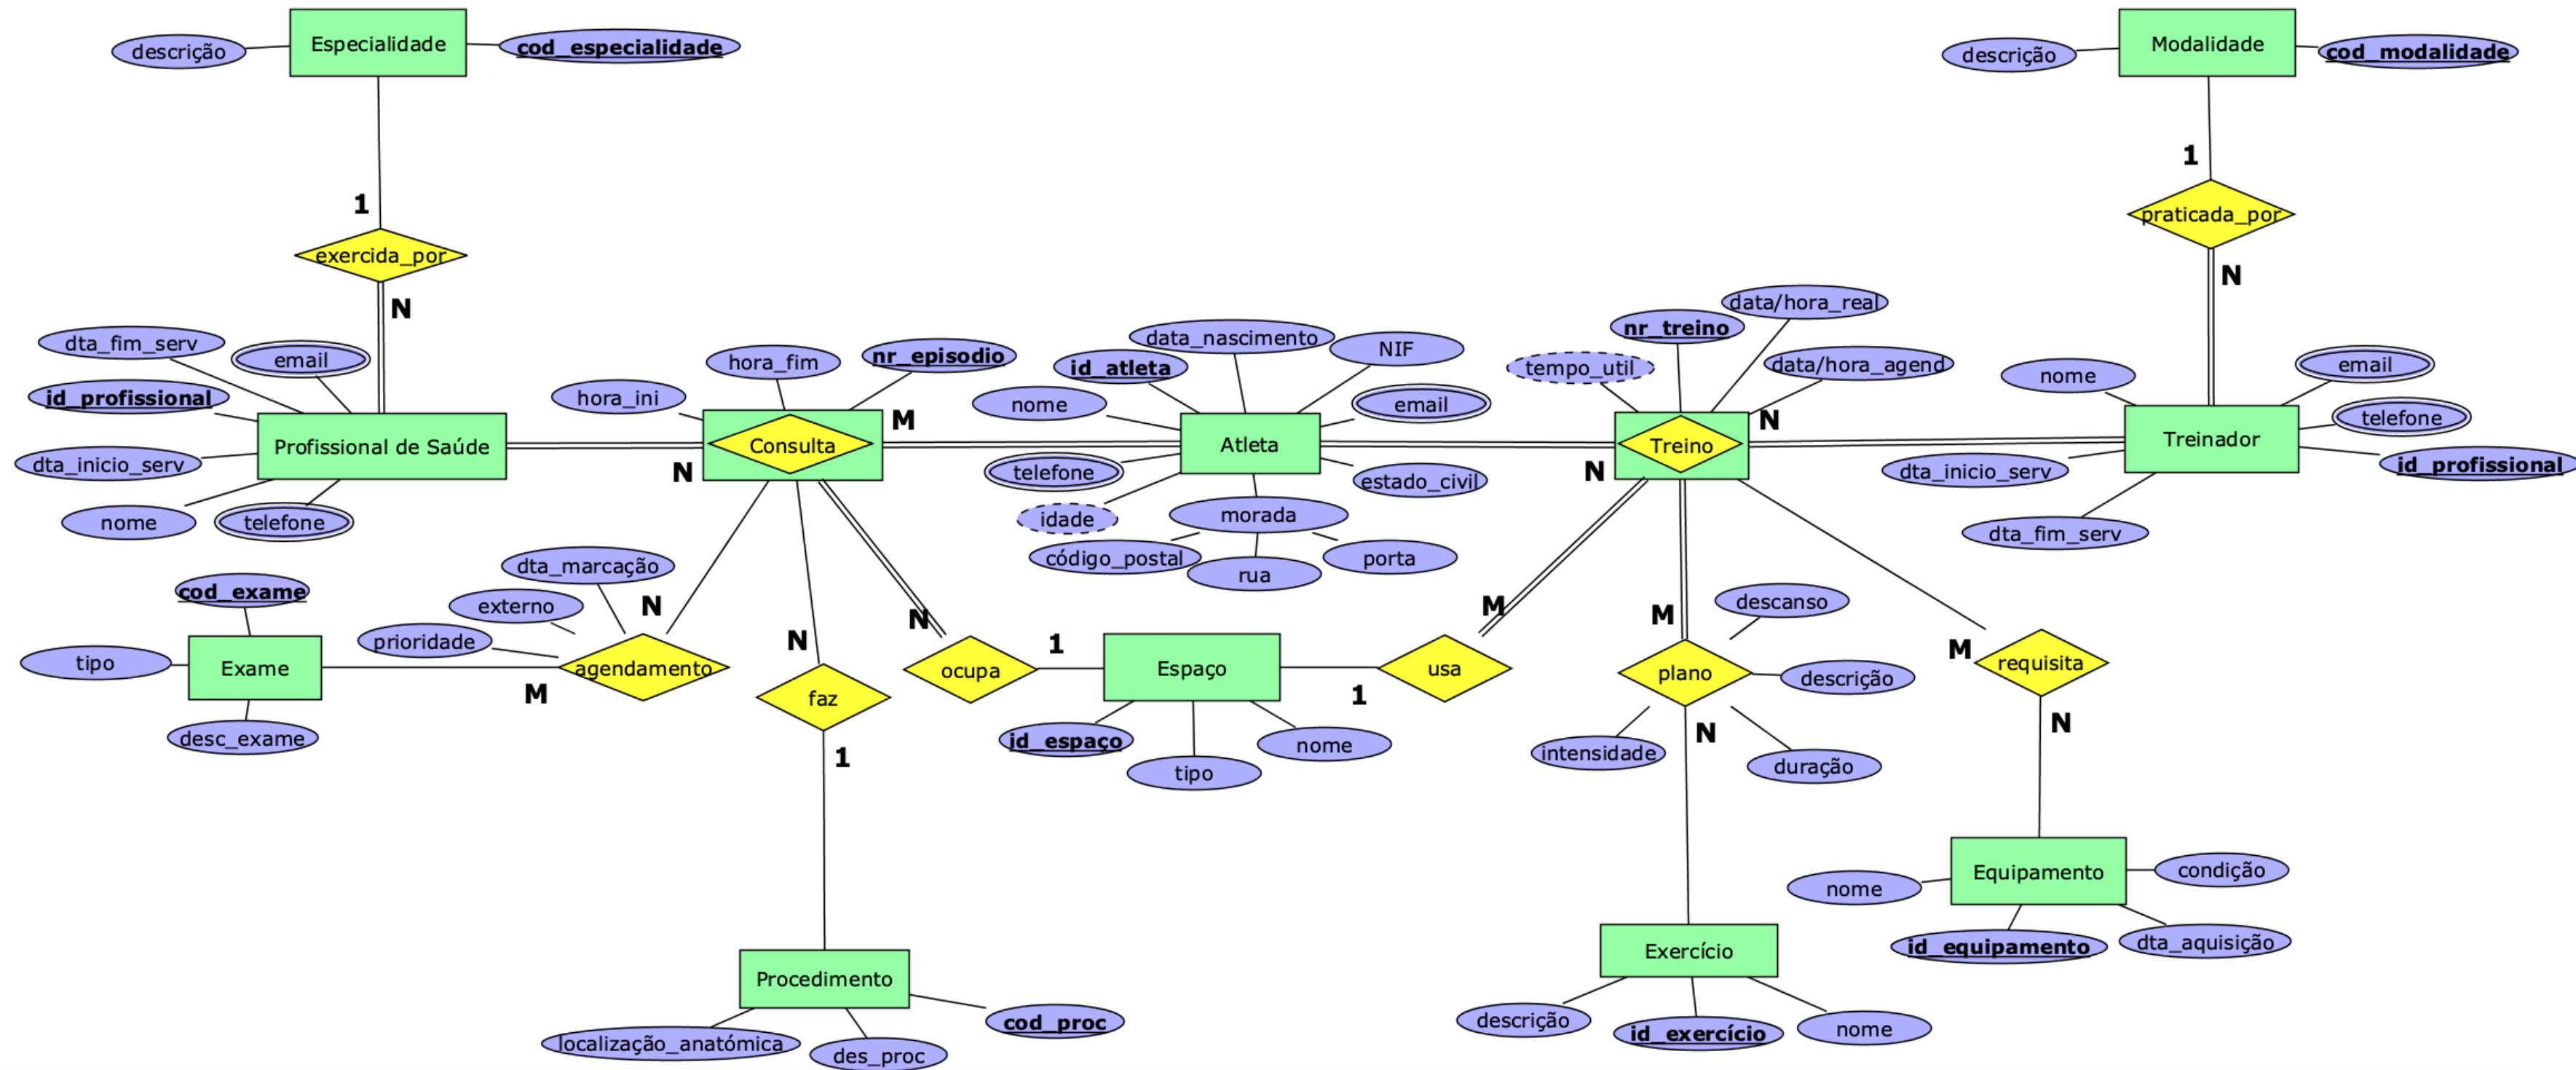 Especialidade
descrição
cod_especialidade
Modalidade
descrição
cod_modalidade
1
exercida_por
N
1
praticada_por
N
dta_fim_serv
email
id_profissional
Profissional de Saúde
dta_inicio_serv
nome
telefone
hora_ini
hora_fim
nr_episodio
Consulta
M
N
data_nascimento
NIF
id_atleta
nome
email
Atleta
telefone
estado_civil
idade
morada
código_postal
rua
porta
data/hora_real
nr_treino
tempo_util
data/hora_agend
Treino
N
N
nome
email
telefone
Treinador
id_profissional
dta_inicio_serv
dta_fim_serv
cod_exame
tipo
Exame
desc_exame
dta_marcação
externo
prioridade
agendamento
N
M
N
faz
1
N
ocupa
1
Espaço
id_espaço
tipo
nome
M
usa
1
M
plano
N
descanso
descrição
intensidade
duração
M
requisita
N
Equipamento
nome
condição
id_equipamento
dta_aquisição
Exercício
descrição
id_exercício
nome
Procedimento
localização_anatómica
des_proc
cod_proc